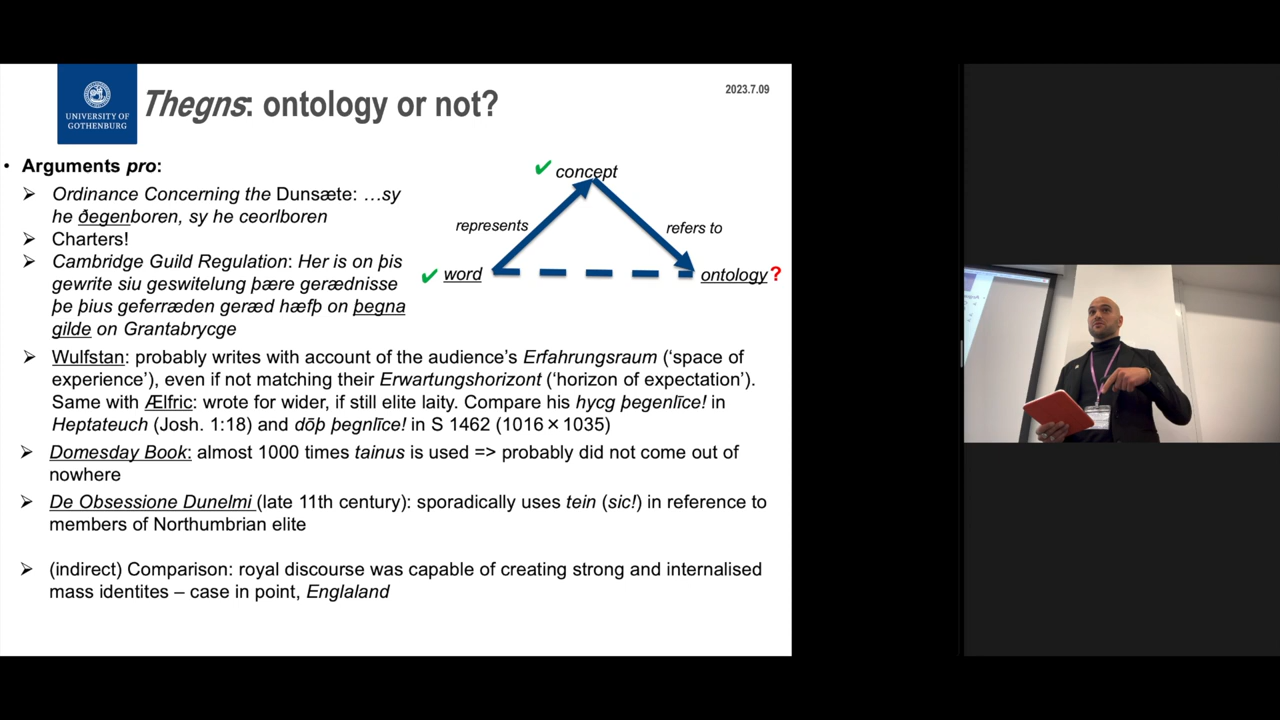 UNIVERSITY OF
GOTHENBURG
Thegns: ontology or not?
2023.7.09
• Arguments pro:
➢ Ordinance Concerning the Dunsæte: …sy
he ðegenboren, sy he ceorlboren
➢ Charters!
➢ Cambridge Guild Regulation: Her is on þis
gewrite siu geswitelung þære gerædnisse
be þius geferræden geræd hæfþ on þegna
gilde on Grantabrycge
✔ concept
represents
refers to
✔ word
ontology ?
➢ Wulfstan: probably writes with account of the audience’s Erfahrungsraum (‘space of
experience’), even if not matching their Erwartungshorizont (‘horizon of expectation’).
Same with Ælfric: wrote for wider, if still elite laity. Compare his hycg þegenlīce! in
Heptateuch (Josh. 1:18) and dōþ þegnlīce! in S 1462 (1016 × 1035)
➢ Domesday Book: almost 1000 times tainus is used => probably did not come out of
nowhere
➢ De Obsessione Dunelmi (late 11th century): sporadically uses tein (sic!) in reference to
members of Northumbrian elite
➢ (indirect) Comparison: royal discourse was capable of creating strong and internalised
mass identites – case in point, Englaland